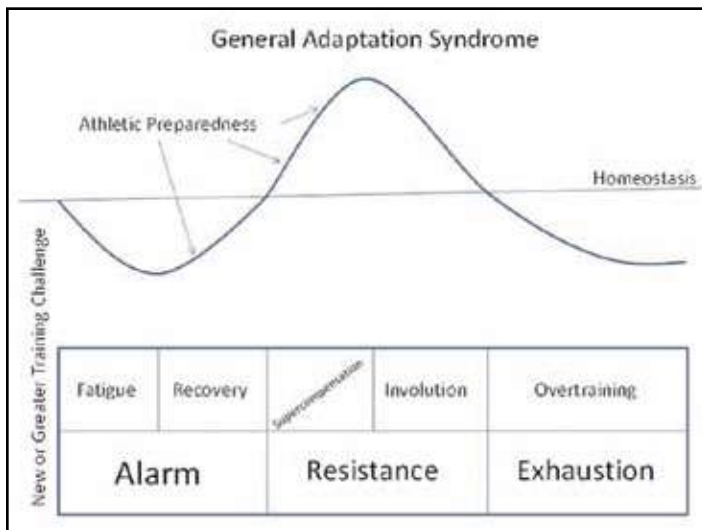 General Adaptation Syndrome
Athletic Preparedness
Homeostasis
New or Greater Training Challenge
Fatigue
Recovery
Supercompensation
Involution
Overtraining
Alarm
Resistance
Exhaustion